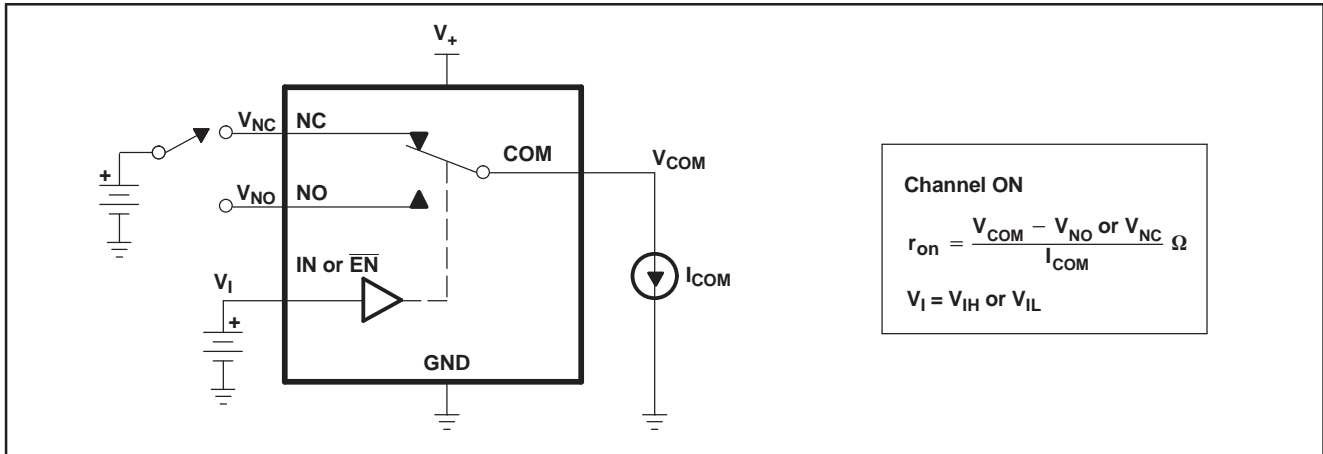 V+
VNC NC
COM
VCOM
+
VNO NO
IN or E̅N̅
VI
+
ICOM
GND
Channel ON
ron = VCOM − VNO or VNC / ICOM Ω
VI = VIH or VIL